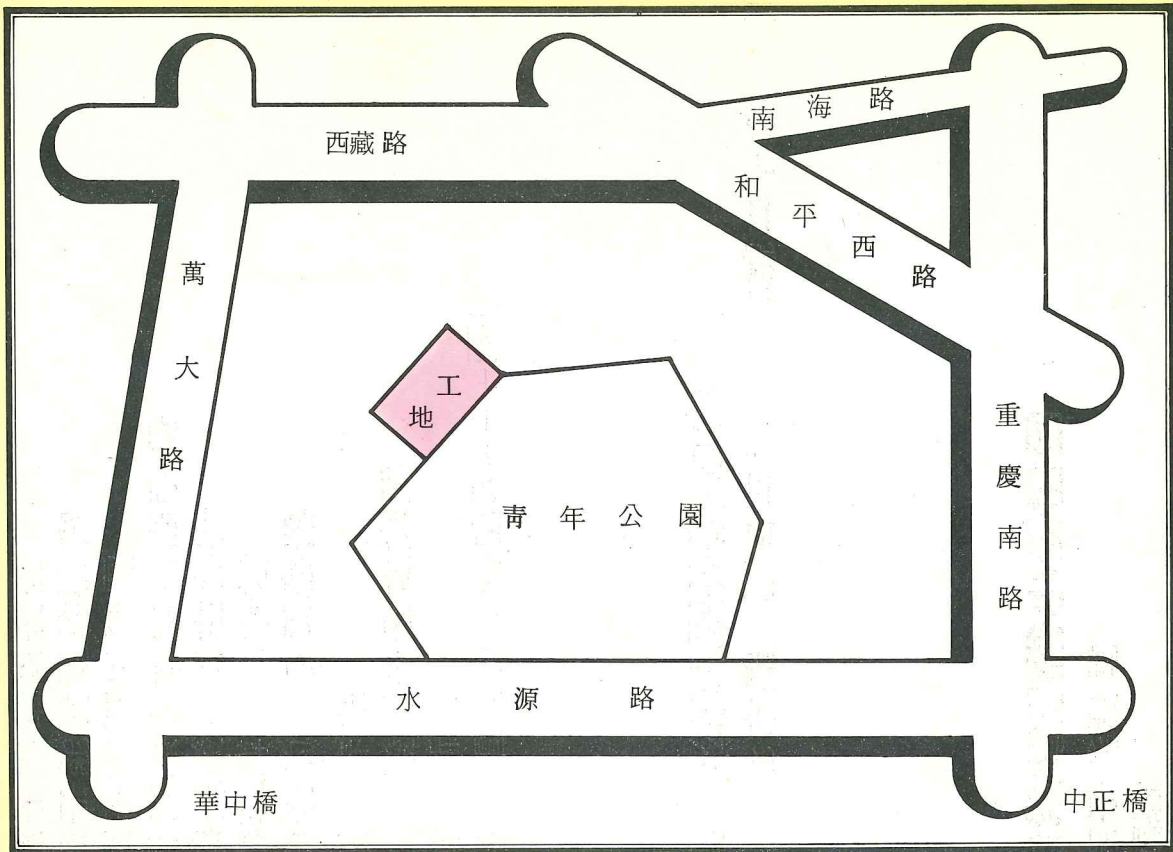 南海路
西藏路
和平西路
萬大路
工地
重慶南路
青年公園
水源路
華中橋
中正橋